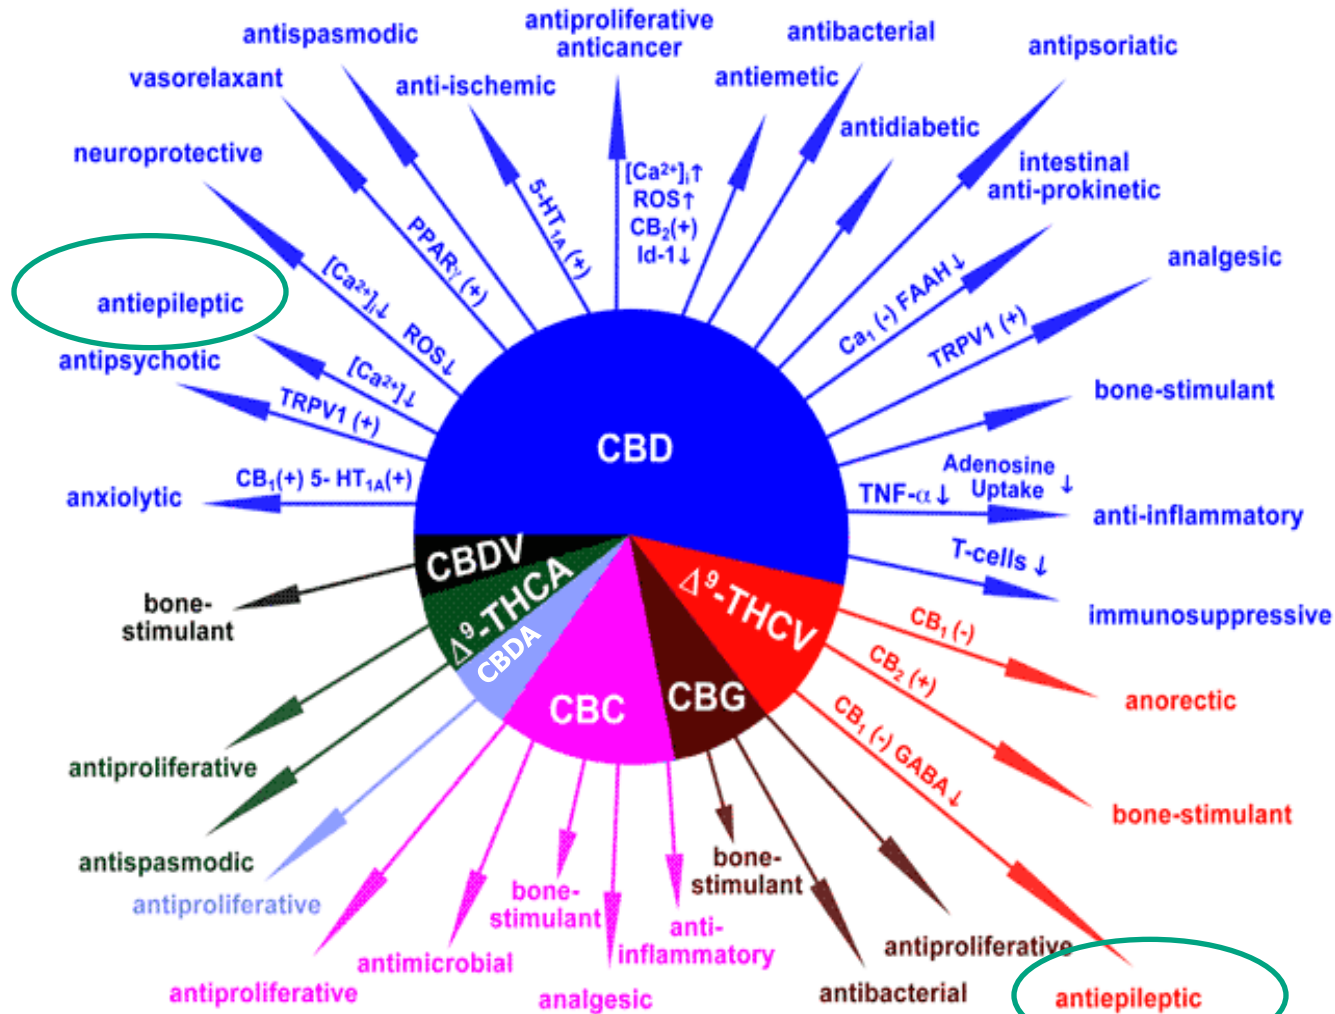 antiproliferative
anticancer
antispasmodic
antibacterial
antipsoriatic
vasorelaxant
anti-ischemic
antiemetic
neuroprotective
antidiabetic
intestinal
anti-prokinetic
[Ca²⁺]ᵢ↑
ROS↑
CB₂(+)
Id-1↓
5-HT₁A (+)
PPARγ (+)
[Ca²⁺]ᵢ↓ ROS↓
antiepileptic
analgesic
Ca₁ (-) FAAH↓
TRPV1 (+)
antipsychotic
[Ca²⁺]↓
TRPV1 (+)
bone-stimulant
CBD
anxiolytic
CB₁(+) 5- HT₁A(+)
Adenosine
Uptake ↓
TNF-α↓
anti-inflammatory
T-cells ↓
immunosuppressive
CBDV
Δ⁹-THCA
CBDA
CBC
CBG
Δ⁹-THCV
bone-
stimulant
CB₁ (-)
anorectic
CB₂ (+)
bone-stimulant
CB₁ (-) GABA↓
antiepileptic
antiproliferative
antispasmodic
antiproliferative
antiproliferative
antimicrobial
bone-
stimulant
analgesic
anti-
inflammatory
bone-
stimulant
antibacterial
antiproliferative